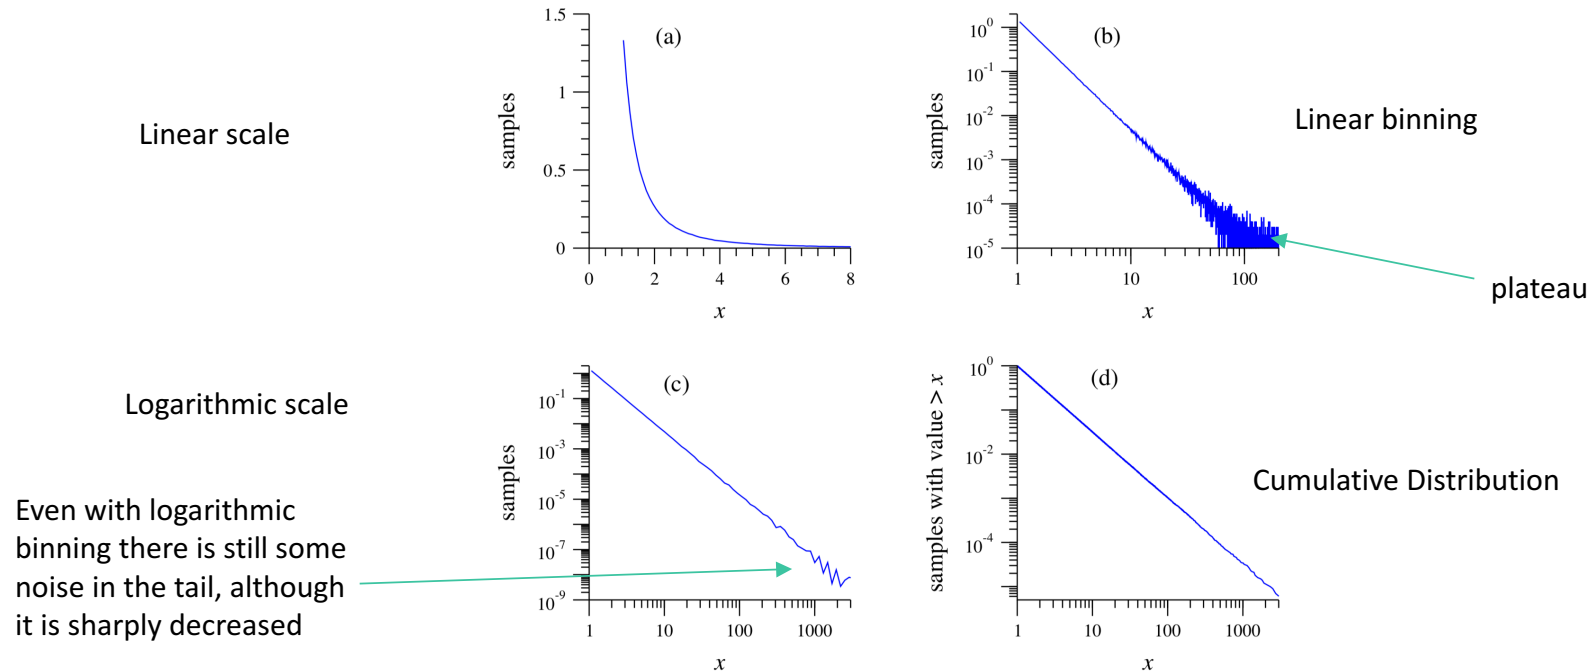 Linear scale
(a)
samples
1.5
1
0.5
0
0 2 4 6 8
x
(b)
samples
10^0
10^-1
10^-2
10^-3
10^-4
10^-5
1 10 100
x
Linear binning
plateau
Logarithmic scale
Even with logarithmic
binning there is still some
noise in the tail, although
it is sharply decreased
(c)
samples
10^-1
10^-3
10^-5
10^-7
10^-9
1 10 100 1000
x
(d)
samples with value > x
10^0
10^-2
10^-4
1 10 100 1000
x
Cumulative Distribution